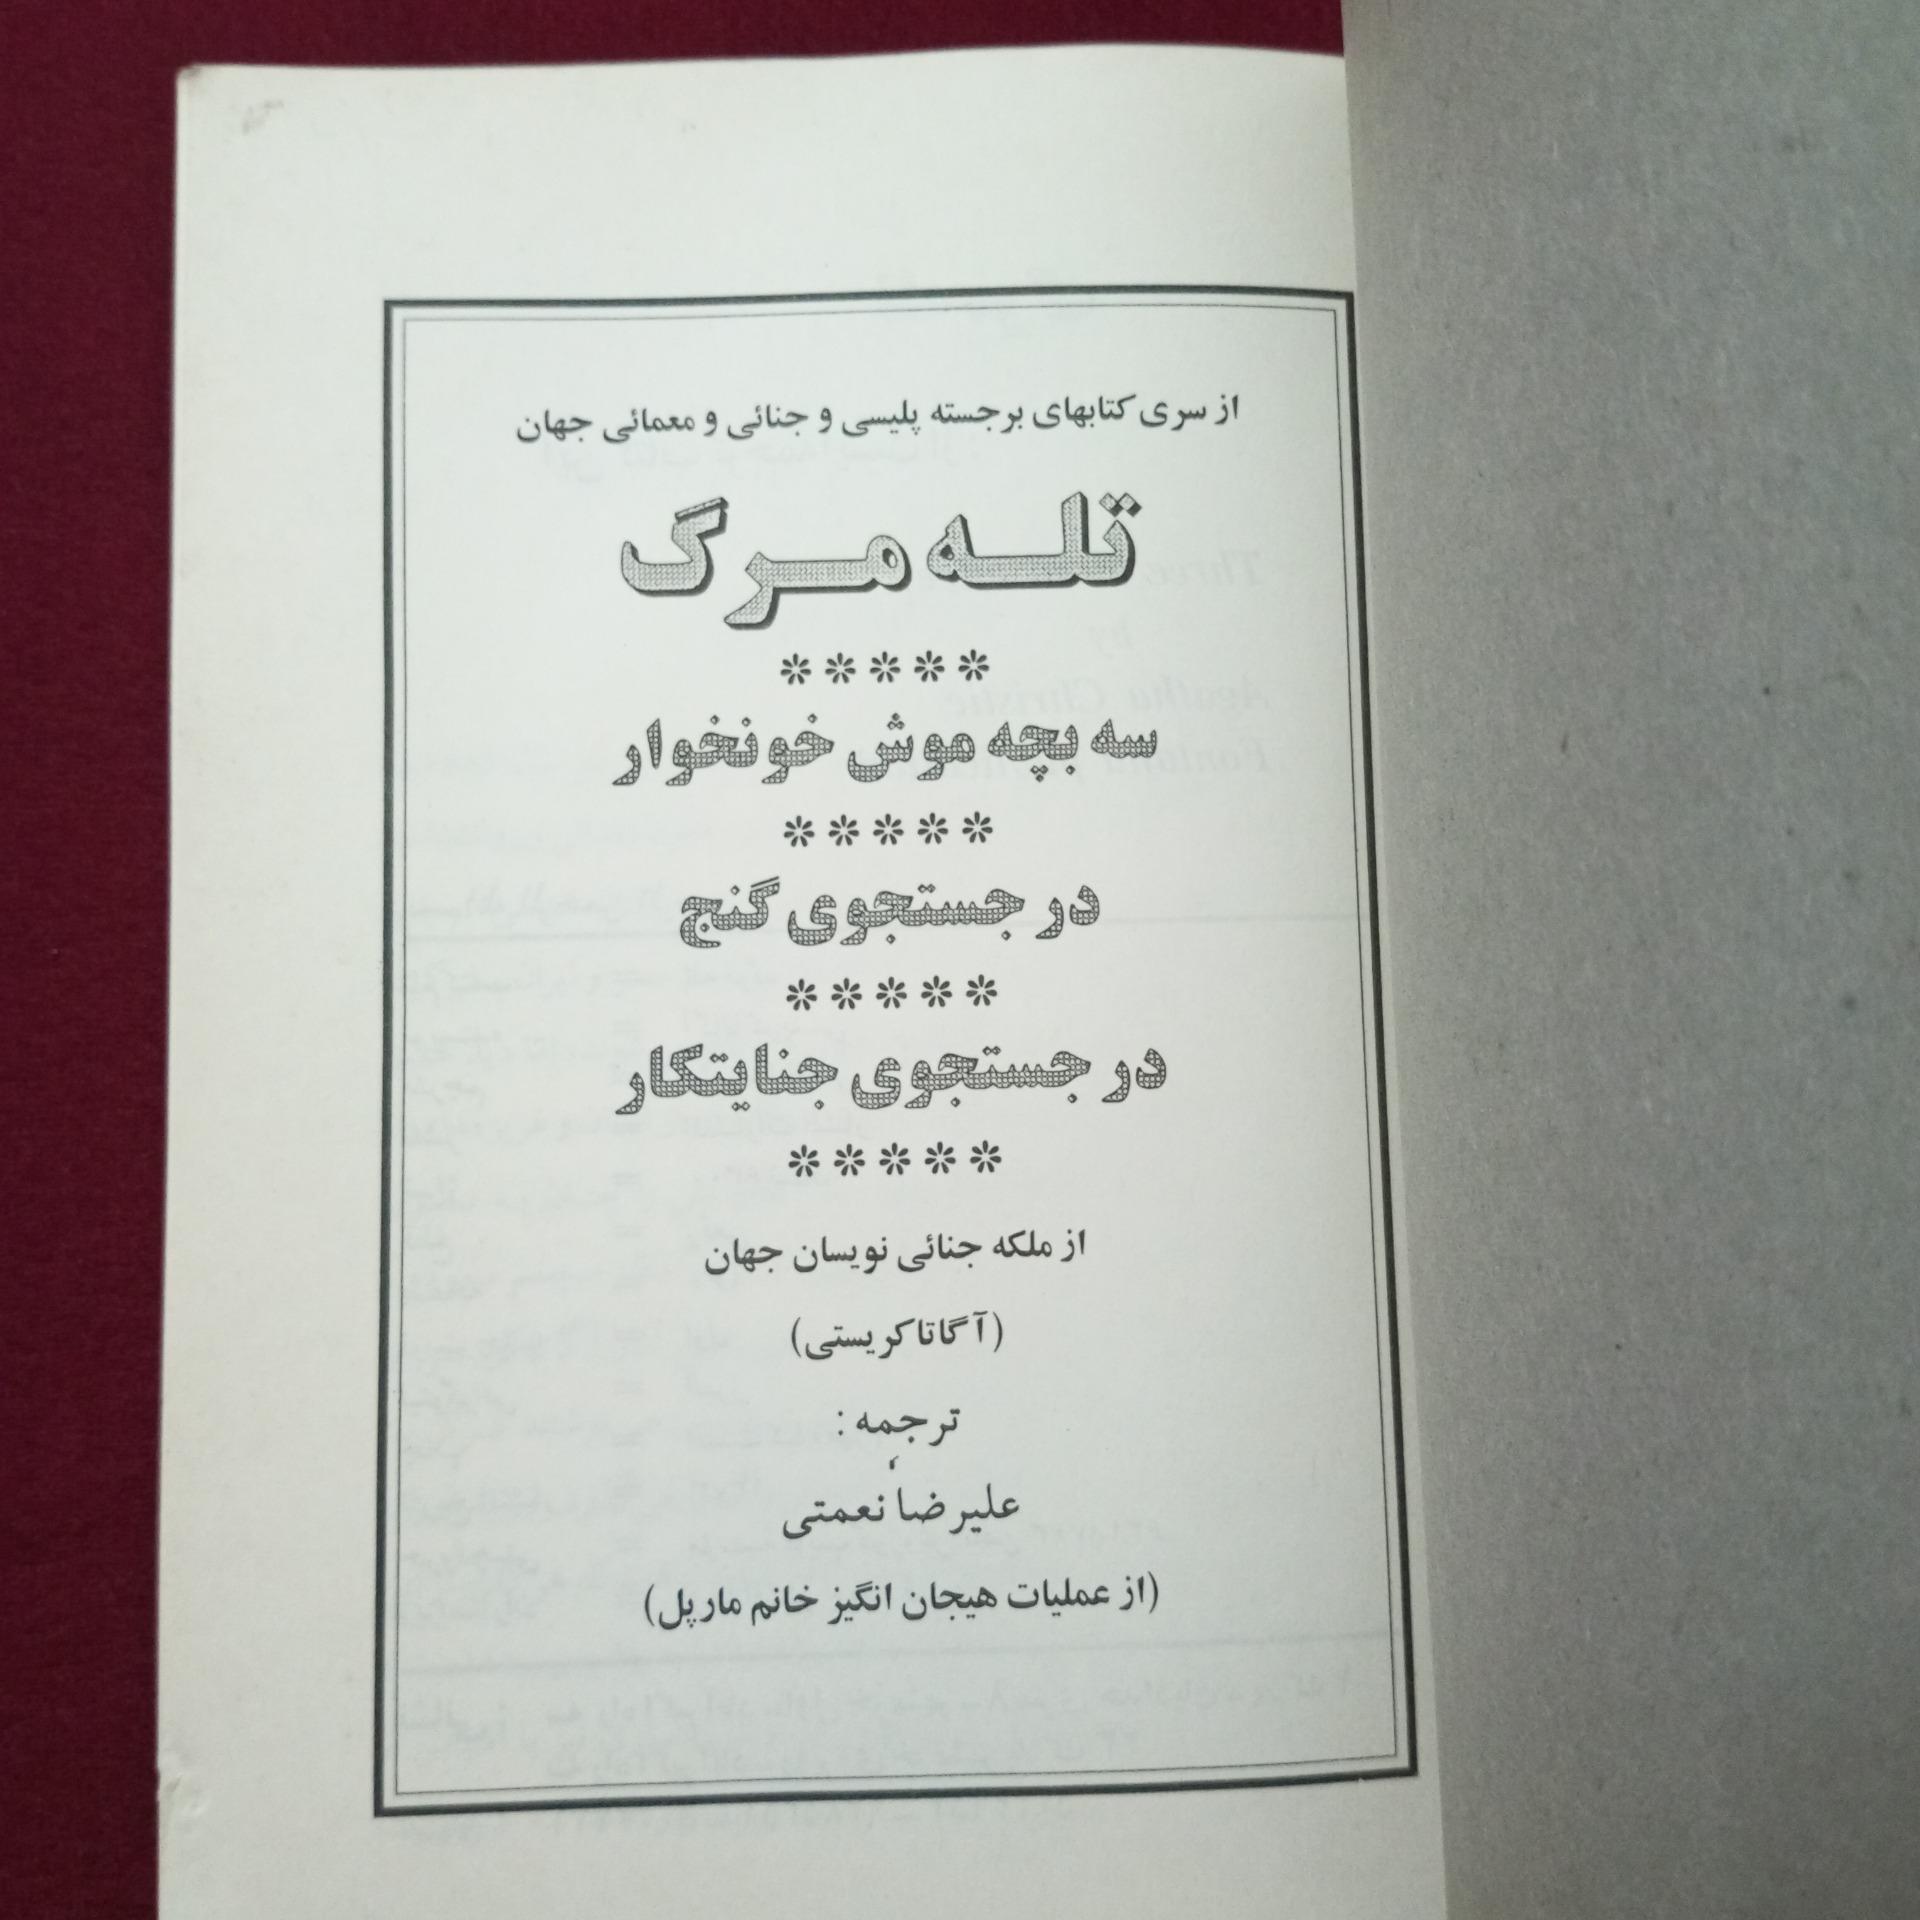 از سری کتابهای برجسته پلیسی و جنائی و معمائی جهان
تله مرگ
*****
سه بچه موش خونخوار
*****
در جستجوی گنج
*****
در جستجوی جنایتکار
*****
از ملکه جنائی نویسان جهان
(آگاتا کریستی)
ترجمه :
علیرضا نعمتی
(از عملیات هیجان انگیز خانم مارپل)